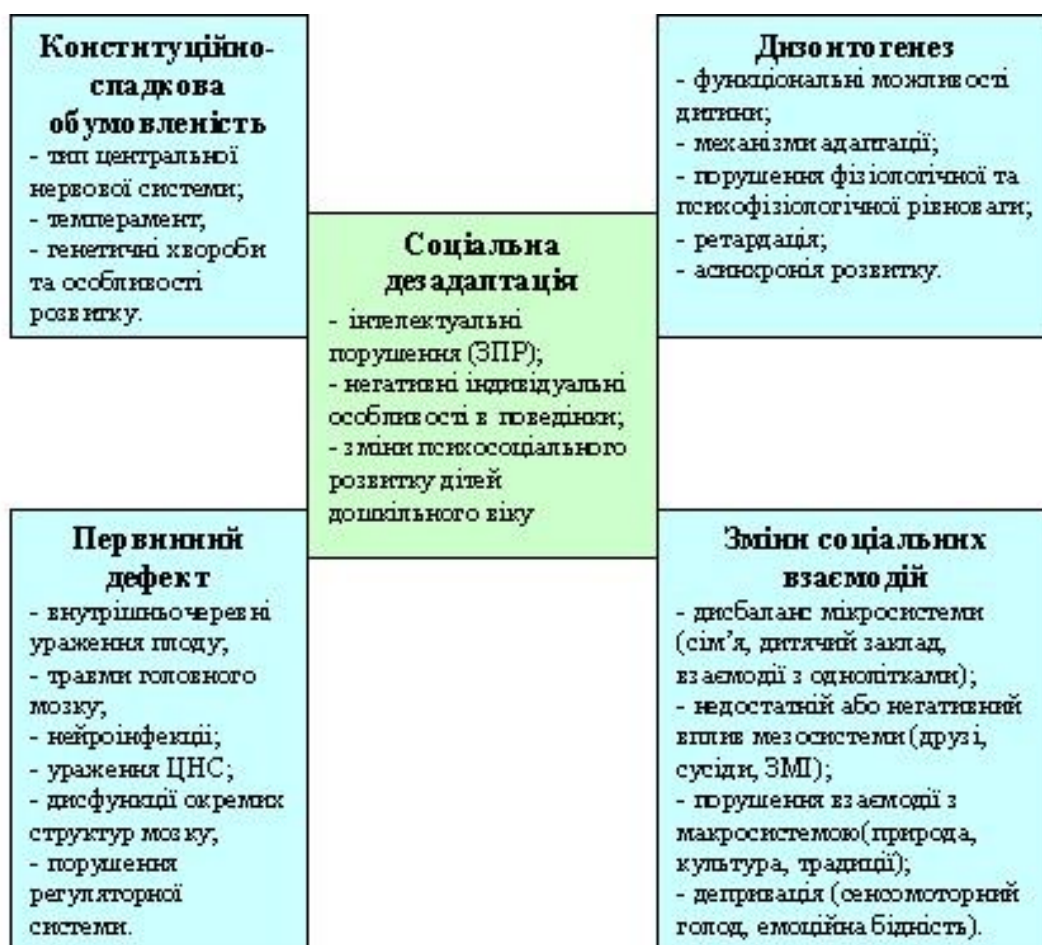 Конституційно-
спадкова
обумовленість
- тип центральної
нервової системи;
- темперамент;
- генетичні хвороби
та особливості
розвитку.
Дизонтогенез
- функціональні можливості
дитини;
- механізми адаптації;
- порушення фізіологічної та
психофізіологічної рівноваги;
- ретардація;
- асинхронія розвитку.
Соціальна
дезадаптація
- інтелектуальні
порушення (ЗПР);
- негативні індивідуальні
особливості в поведінки;
- зміни психосоціального
розвитку дітей
дошкільного віку
Первинний
дефект
- внутрішньочеревні
ураження плоду;
- травми головного
мозку;
- нейроінфекції;
- ураження ЦНС;
- дисфункції окремих
структур мозку;
- порушення
регуляторної
системи.
Зміни соціальних
взаємодій
- дисбаланс мікросистеми
(сім’я, дитячий заклад,
взаємодії з однолітками);
- недостатній або негативний
вплив мезосистеми (друзі,
сусіди, ЗМІ);
- порушення взаємодії з
макросистемою(природа,
культура, традиції);
- депривація (сенсомоторний
голод, емоційна бідність).